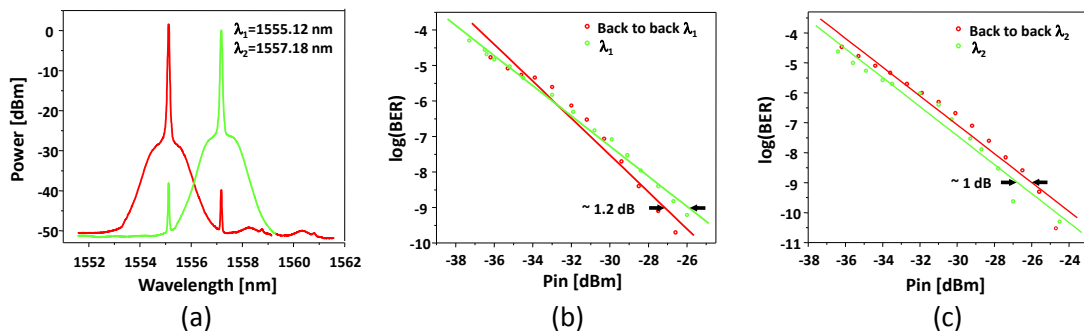 λ1=1555.12 nm
λ2=1557.18 nm
Power [dBm]
0
-10
-20
-30
-40
-50
1552 1554 1556 1558 1560 1562
Wavelength [nm]
(a)
Back to back λ1
λ1
log(BER)
-4
-5
-6
-7
-8
-9
-10
~ 1.2 dB
-38 -36 -34 -32 -30 -28 -26 -24
Pin [dBm]
(b)
Back to back λ2
λ2
log(BER)
-4
-5
-6
-7
-8
-9
-10
-11
~ 1 dB
-38 -36 -34 -32 -30 -28 -26 -24
Pin [dBm]
(c)